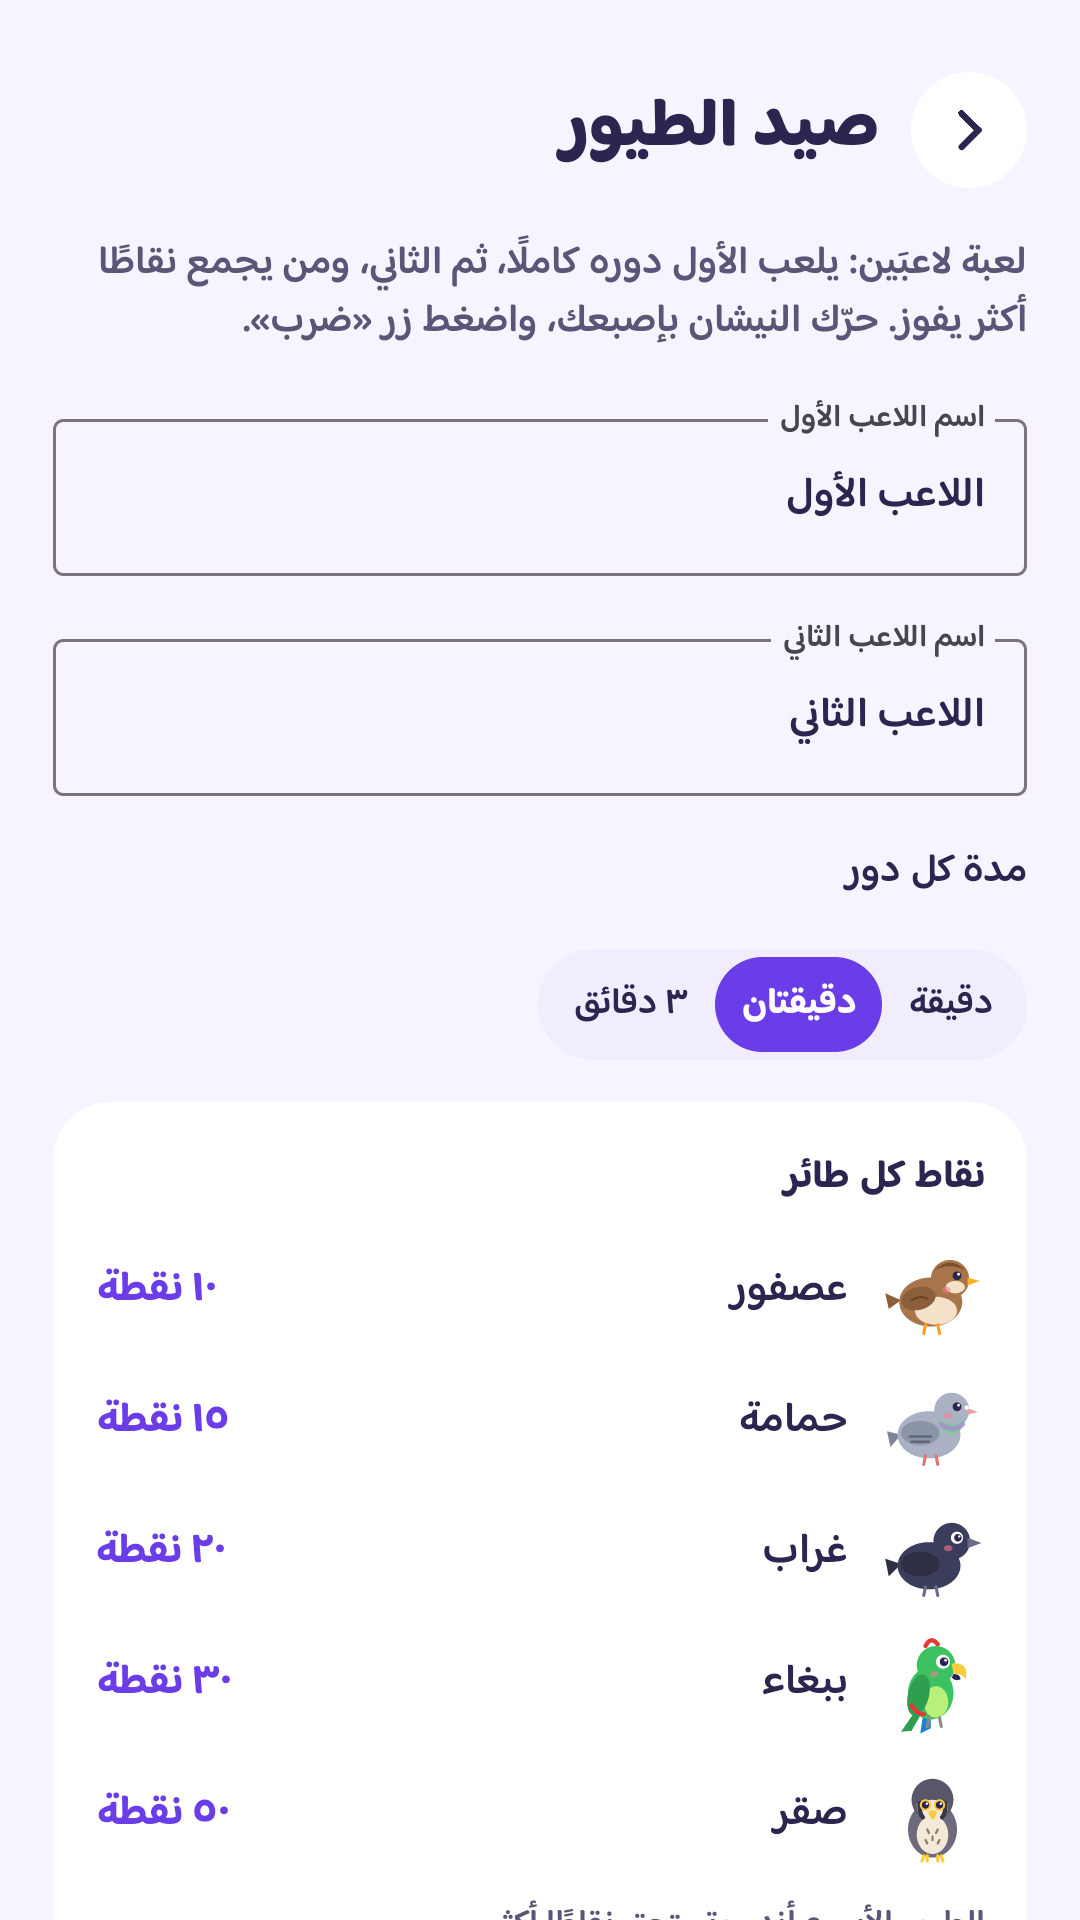 صيد الطيور
لعبة لاعبَين: يلعب الأول دوره كاملًا، ثم الثاني، ومن يجمع نقاطًا
أكثر يفوز. حرّك النيشان بإصبعك، واضغط زر «ضرب».
اسم اللاعب الأول
اللاعب الأول
اسم اللاعب الثاني
اللاعب الثاني
مدة كل دور
دقيقة دقيقتان ٣ دقائق
نقاط كل طائر
عصفور ١٠ نقطة
حمامة ١٥ نقطة
غراب ٢٠ نقطة
ببغاء ٣٠ نقطة
صقر ٥٠ نقطة